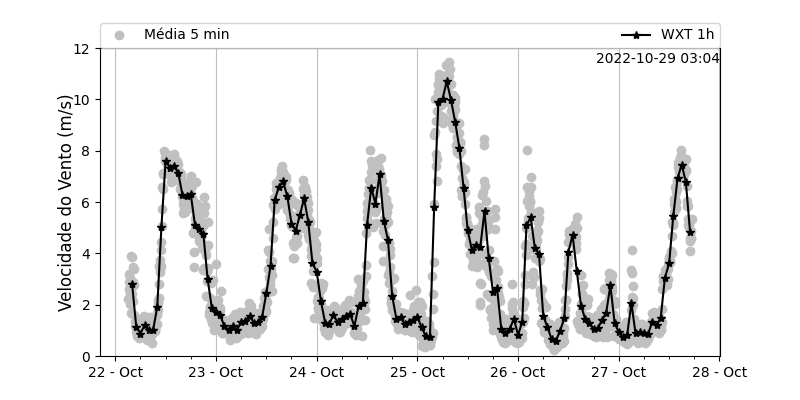 Média 5 min
WXT 1h
2022-10-29 03:04
Velocidade do Vento (m/s)
12
10
8
6
4
2
0
22 - Oct
23 - Oct
24 - Oct
25 - Oct
26 - Oct
27 - Oct
28 - Oct